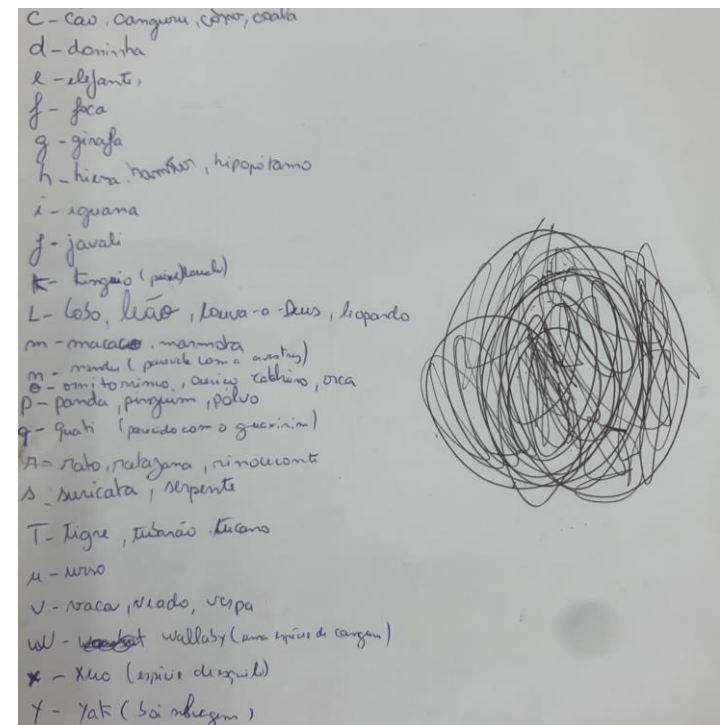 C - cão, canguru, corvo, coala
d - doninha
e - elefante,
f - foca
g - girafa
h - hiena, hamster, hipopótamo
i - iguana
j - javali
K - kinguio
L - lobo, leão, louva-a-Deus, leopardo
m - macaco, marmota
n - (parecido com a avestruz)
o - ornitorrinco, ouriço cacheiro, orca
p - panda, pinguim, polvo
q - quati (parecido com o guaxinim)
r - rato, ratazana, rinoceronte
s - suricata, serpente
T - Tigre, tubarão, tucano
u - urso
v - vaca, veado, vespa
w - wallaby (uma espécie de canguru)
x - xero (espécie de esquilo)
Y - Yak (boi selvagem)